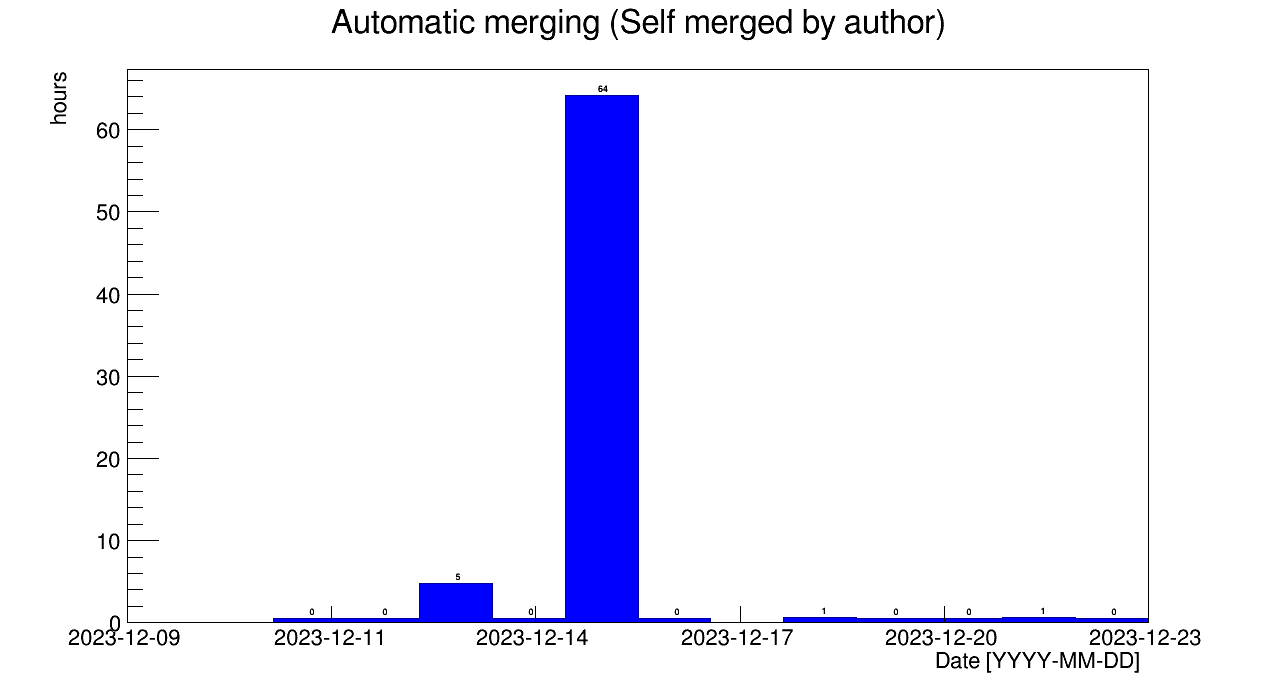 Automatic merging (Self merged by author)
hours
60
50
40
30
20
10
0
64
5
0 0 0 0 1 0 0 1 0
2023-12-09 2023-12-11 2023-12-14 2023-12-17 2023-12-20 2023-12-23
Date [YYYY-MM-DD]